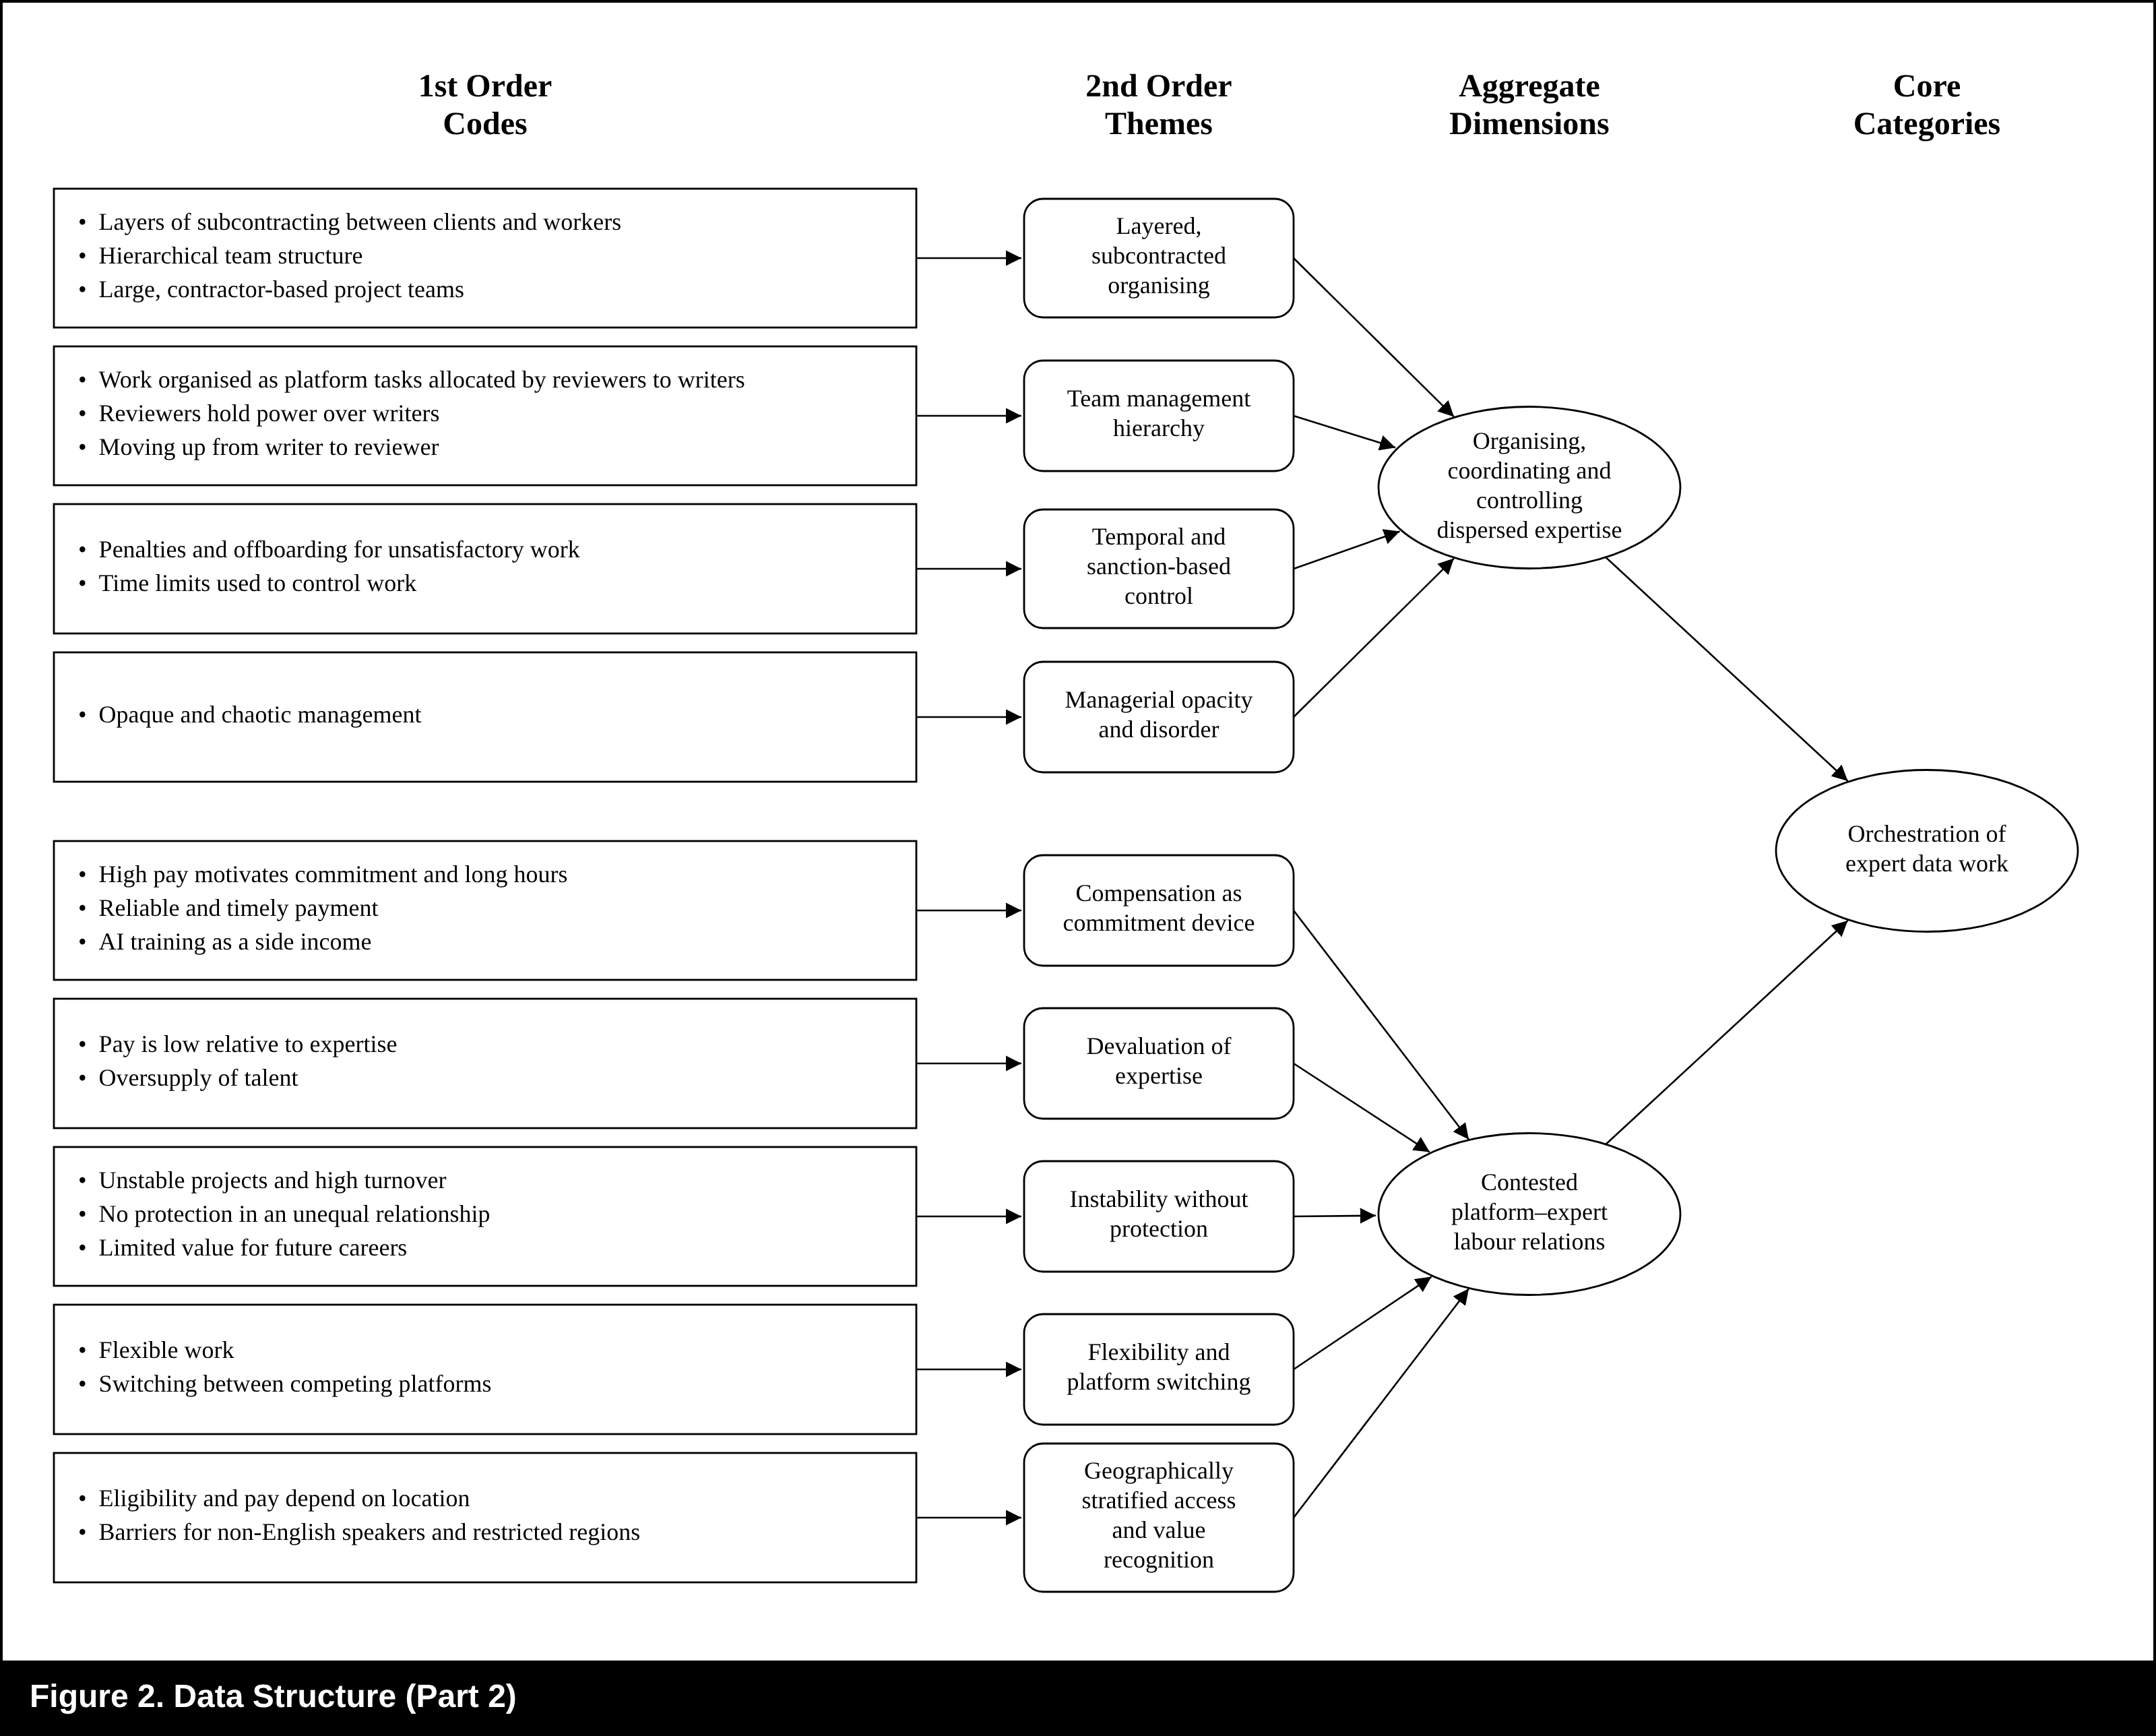 1st Order
Codes
2nd Order
Themes
Aggregate
Dimensions
Core
Categories
• Layers of subcontracting between clients and workers
• Hierarchical team structure
• Large, contractor-based project teams
Layered,
subcontracted
organising
• Work organised as platform tasks allocated by reviewers to writers
• Reviewers hold power over writers
• Moving up from writer to reviewer
Team management
hierarchy
• Penalties and offboarding for unsatisfactory work
• Time limits used to control work
Temporal and
sanction-based
control
• Opaque and chaotic management
Managerial opacity
and disorder
Organising,
coordinating and
controlling
dispersed expertise
• High pay motivates commitment and long hours
• Reliable and timely payment
• AI training as a side income
Compensation as
commitment device
• Pay is low relative to expertise
• Oversupply of talent
Devaluation of
expertise
• Unstable projects and high turnover
• No protection in an unequal relationship
• Limited value for future careers
Instability without
protection
• Flexible work
• Switching between competing platforms
Flexibility and
platform switching
• Eligibility and pay depend on location
• Barriers for non-English speakers and restricted regions
Geographically
stratified access
and value
recognition
Contested
platform–expert
labour relations
Orchestration of
expert data work
Figure 2. Data Structure (Part 2)